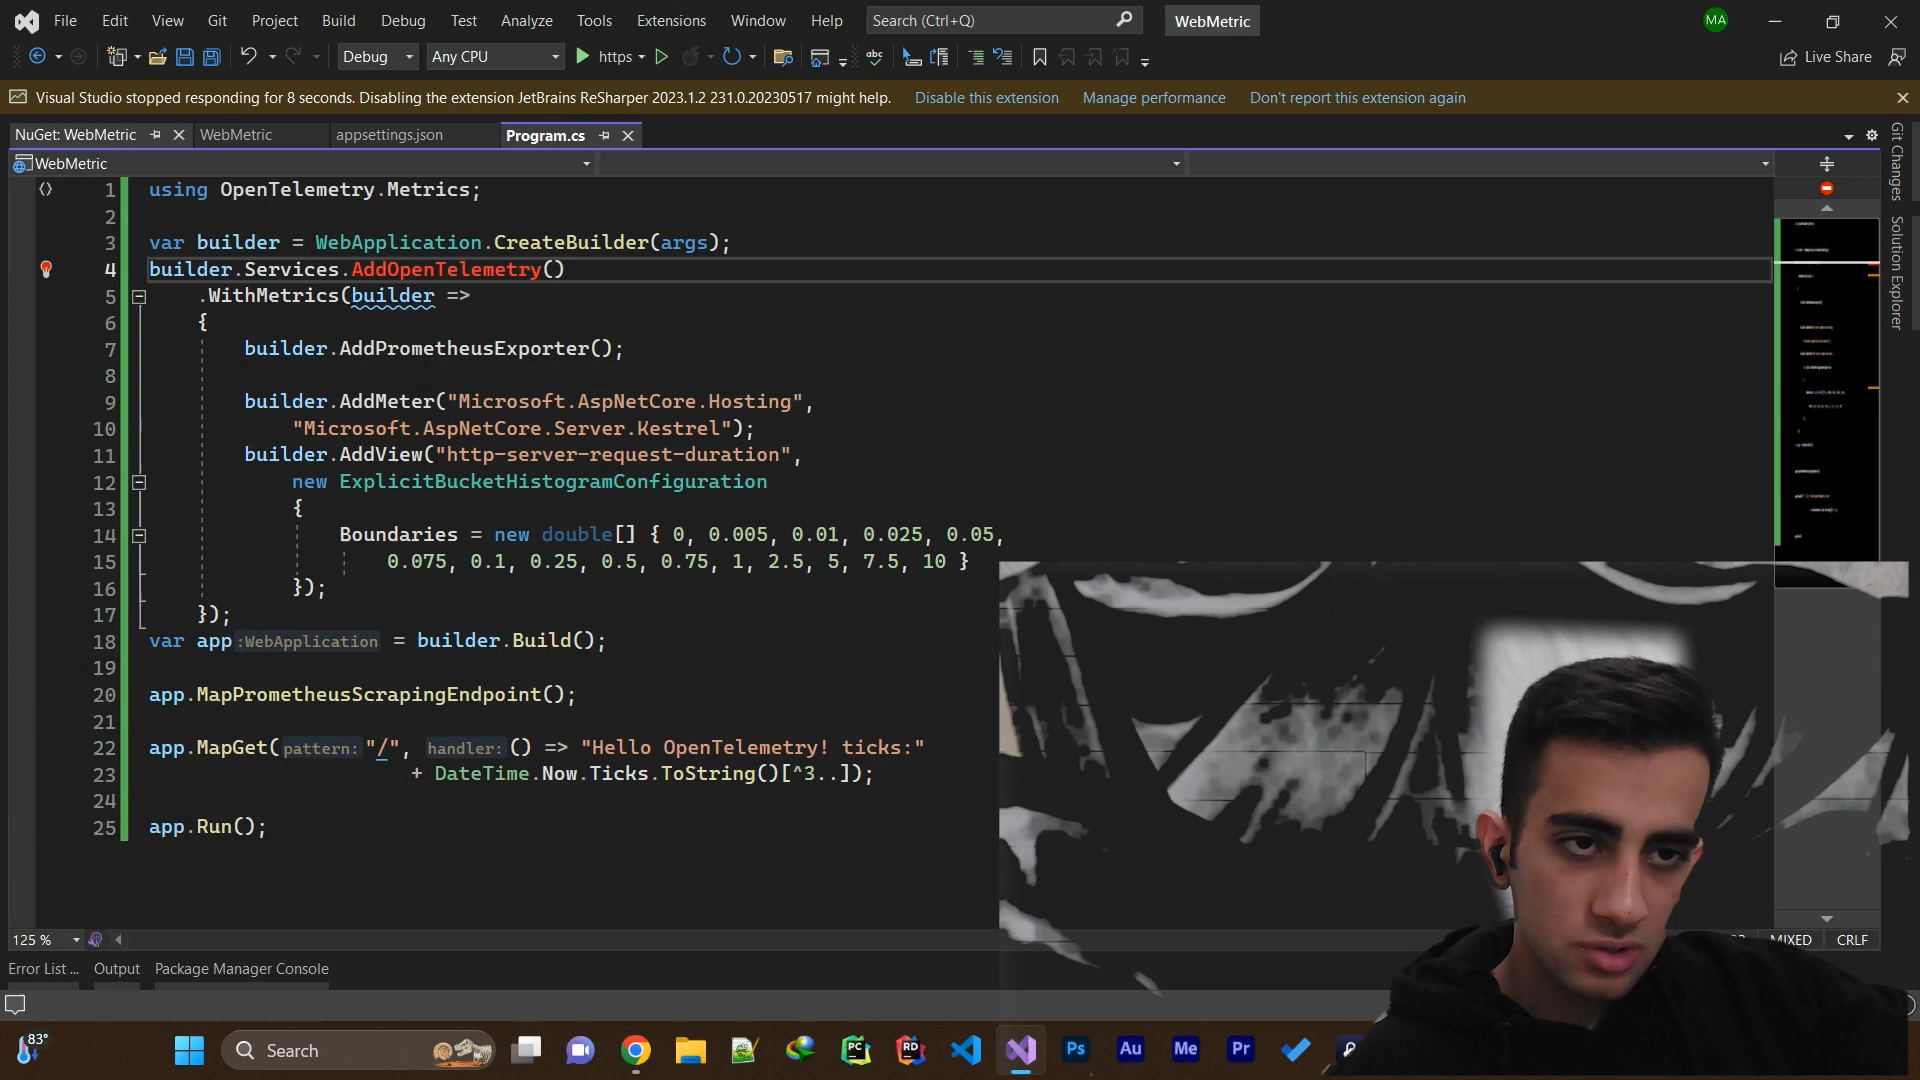 File Edit View Git Project Build Debug Test Analyze Tools Extensions Window Help Search (Ctrl+Q) WebMetric MA
Debug Any CPU https Live Share
Visual Studio stopped responding for 8 seconds. Disabling the extension JetBrains ReSharper 2023.1.2 231.0.20230517 might help. Disable this extension Manage performance Don't report this extension again
NuGet: WebMetric WebMetric appsettings.json Program.cs
WebMetric
Git Changes
Solution Explorer
1 using OpenTelemetry.Metrics;
2
3 var builder = WebApplication.CreateBuilder(args);
4 builder.Services.AddOpenTelemetry()
5 .WithMetrics(builder =>
6 {
7 builder.AddPrometheusExporter();
8
9 builder.AddMeter("Microsoft.AspNetCore.Hosting",
10 "Microsoft.AspNetCore.Server.Kestrel");
11 builder.AddView("http-server-request-duration",
12 new ExplicitBucketHistogramConfiguration
13 {
14 Boundaries = new double[] { 0, 0.005, 0.01, 0.025, 0.05,
15 0.075, 0.1, 0.25, 0.5, 0.75, 1, 2.5, 5, 7.5, 10 }
16 });
17 });
18 var app:WebApplication = builder.Build();
19
20 app.MapPrometheusScrapingEndpoint();
21
22 app.MapGet(pattern:"/", handler:() => "Hello OpenTelemetry! ticks:"
23 + DateTime.Now.Ticks.ToString()[^3..]);
24
25 app.Run();
125 % MIXED CRLF
Error List ... Output Package Manager Console
83° Search PC RD Ps Au Me Pr